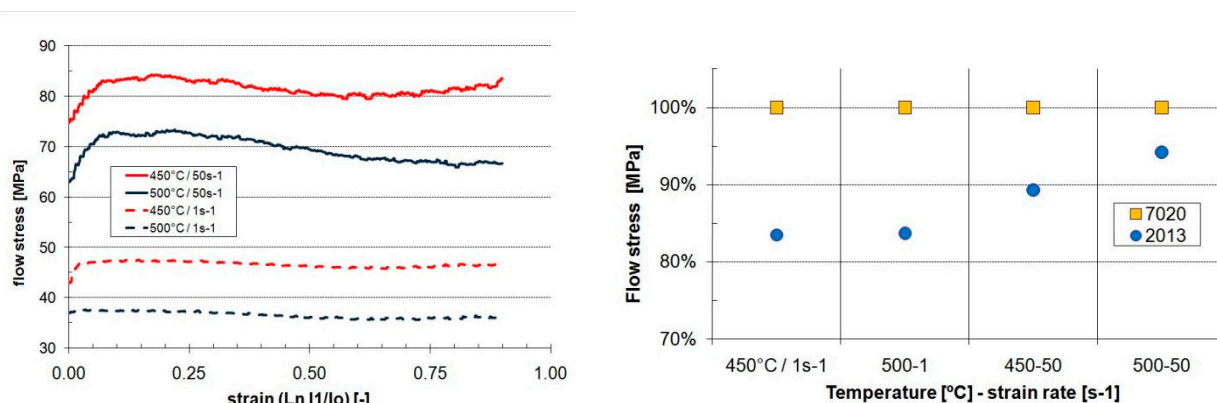 90
80
70
60
50
40
30
flow stress [MPa]
450°C / 50s-1
500°C / 50s-1
450°C / 1s-1
500°C / 1s-1
0.00 0.25 0.50 0.75 1.00
strain (Ln l1/lo) [-]
100%
90%
80%
70%
Flow stress [MPa]
7020
2013
450°C / 1s-1 500-1 450-50 500-50
Temperature [ºC] - strain rate [s-1]